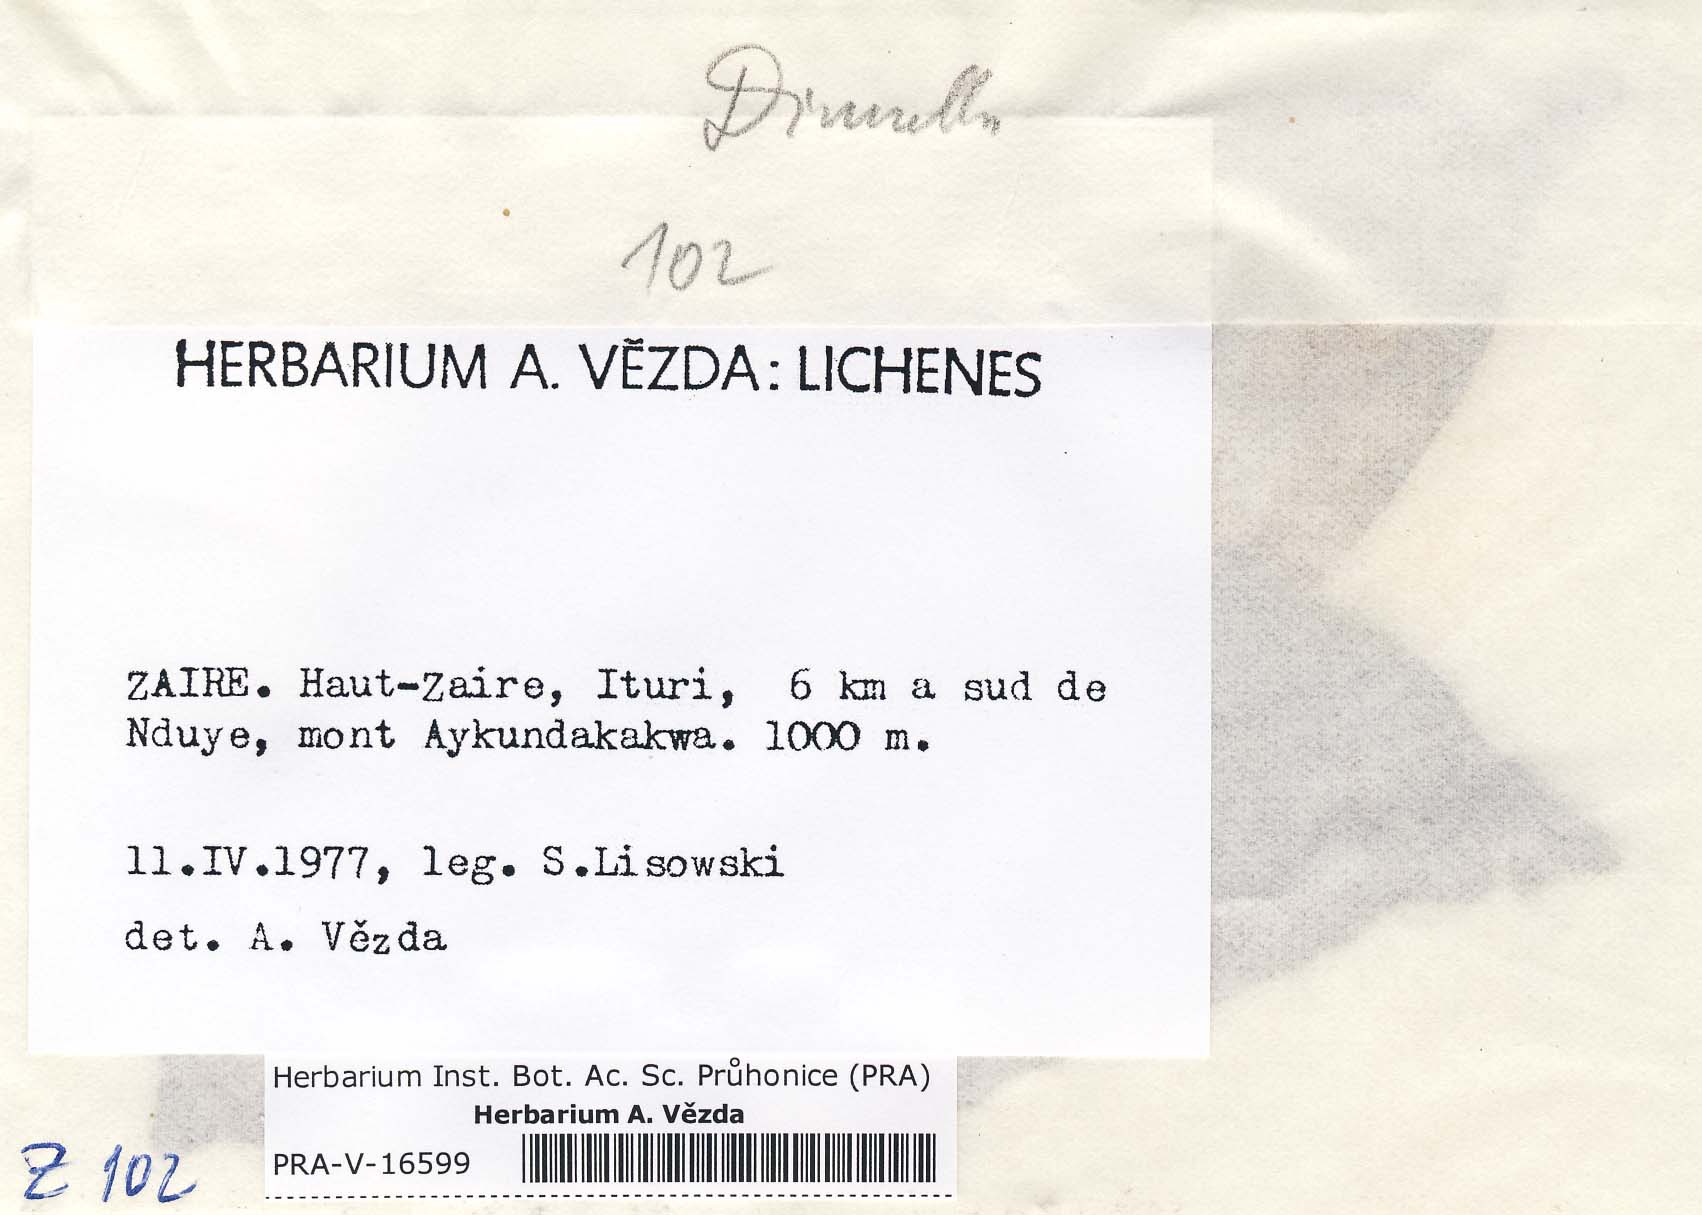 Dimerella
102
HERBARIUM A. VĚZDA: LICHENES
ZAIRE. Haut-Zaire, Ituri, 6 km a sud de
Nduye, mont Aykundakakwa. 1000 m.
11.IV.1977, leg. S.Lisowski
det. A. Vězda
Herbarium Inst. Bot. Ac. Sc. Průhonice (PRA)
Herbarium A. Vězda
PRA-V-16599
Z 102